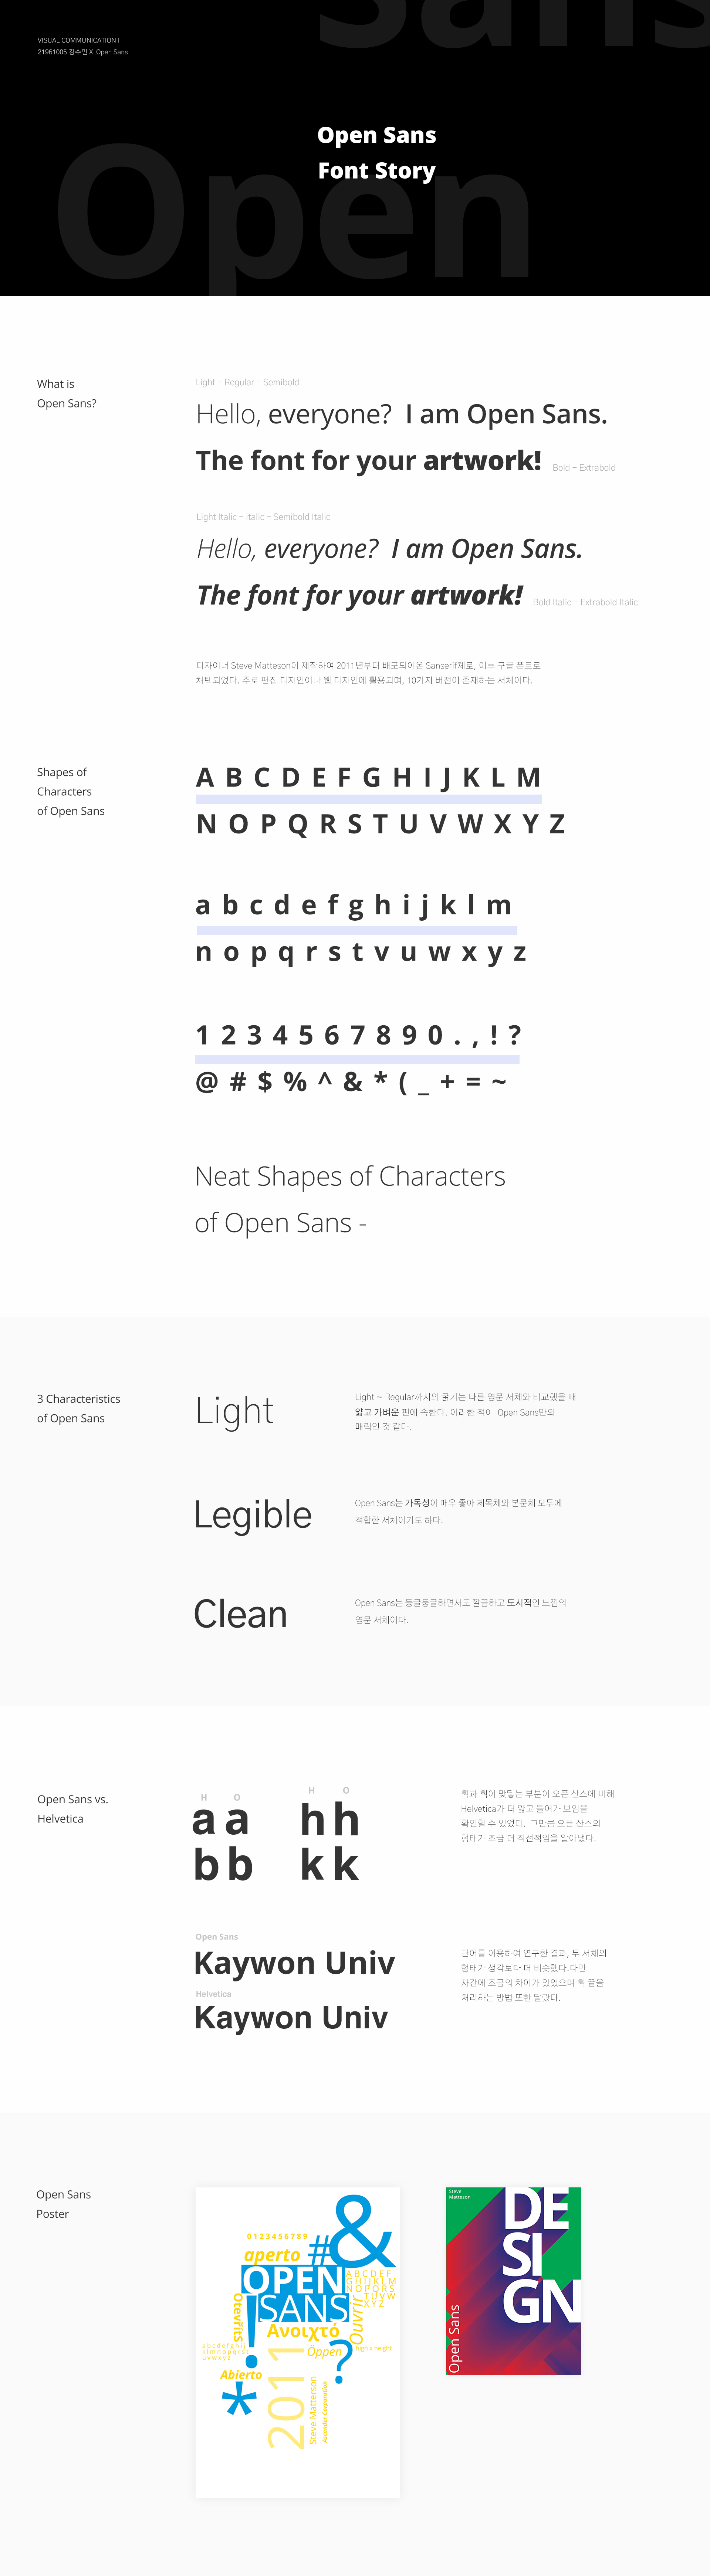 VISUAL COMMUNICATION I
21961005 강수민 X Open Sans
Sans
Open Sans
Font Story
Open
What is
Open Sans?
Light - Regular - Semibold
Hello, everyone? I am Open Sans.
The font for your artwork!
Bold - Extrabold
Light Italic - italic - Semibold Italic
Hello, everyone? I am Open Sans.
The font for your artwork!
Bold Italic - Extrabold Italic
디자이너 Steve Matteson이 제작하여 2011년부터 배포되어온 Sanserif체로, 이후 구글 폰트로
채택되었다. 주로 편집 디자인이나 웹 디자인에 활용되며, 10가지 버전이 존재하는 서체이다.
Shapes of
Characters
of Open Sans
A B C D E F G H I J K L M
N O P Q R S T U V W X Y Z
a b c d e f g h i j k l m
n o p q r s t v u w x y z
1 2 3 4 5 6 7 8 9 0 . , ! ?
@ # $ % ^ & * ( _ + = ~
Neat Shapes of Characters
of Open Sans -
3 Characteristics
of Open Sans
Light
Light ~ Regular까지의 굵기는 다른 영문 서체와 비교했을 때
얇고 가벼운 편에 속한다. 이러한 점이 Open Sans만의
매력인 것 같다.
Legible
Open Sans는 가독성이 매우 좋아 제목체와 본문체 모두에
적합한 서체이기도 하다.
Clean
Open Sans는 둥글둥글하면서도 깔끔하고 도시적인 느낌의
영문 서체이다.
Open Sans vs.
Helvetica
H O
a a
b b
H O
h h
k k
획과 획이 맞닿는 부분이 오픈 산스에 비해
Helvetica가 더 얇고 들어가 보임을
확인할 수 있었다. 그만큼 오픈 산스의
형태가 조금 더 직선적임을 알아냈다.
Open Sans
Kaywon Univ
Helvetica
Kaywon Univ
단어를 이용하여 연구한 결과, 두 서체의
형태가 생각보다 더 비슷했다.다만
자간에 조금의 차이가 있었으며 획 끝을
처리하는 방법 또한 달랐다.
Open Sans
Poster
&
0 1 2 3 4 5 6 7 8 9
#
aperto
OPEN
SANS
A B C D E F
G H I J K L M
N O P Q R S
T U V W
X Y Z
Otevřits
!
Ανοιχτό
Ouvrir
a b c d e f g h i j
k l m n o p q r s t
u v w x y z
Öppen
high x height
?
Abierto
*
2011
Steve Matterson
Ascender Corporation
Steve
Matteson
DE
SI
GN
Open Sans